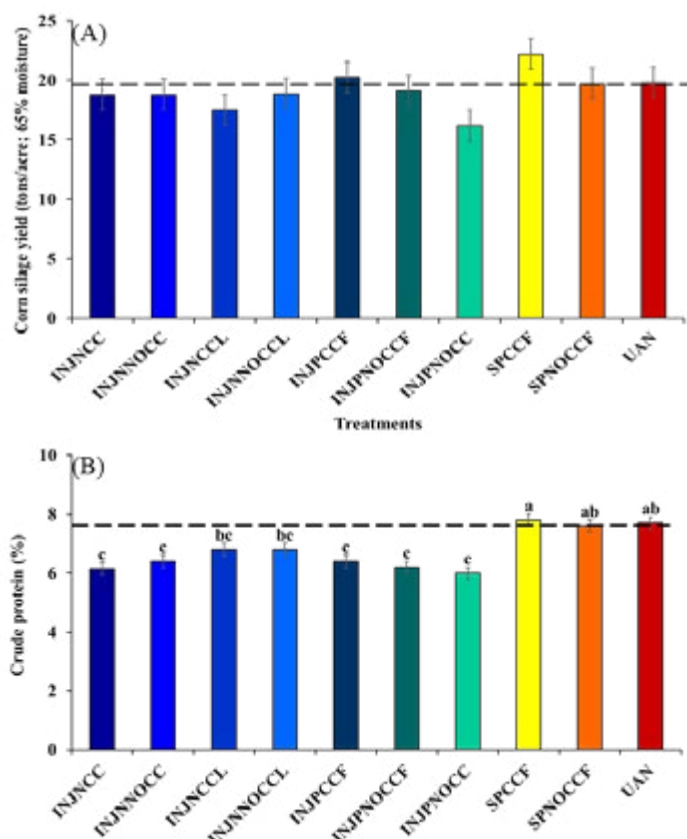 (A)
Corn silage yield (tons/acre; 65% moisture)
25
20
15
10
5
0
INJNCC
INJNNOCC
INJNCCL
INJNNOCCL
INJPCCF
INJPNOCCF
INJPNOCC
SPCCF
SPNOCCF
UAN
Treatments
(B)
Crude protein (%)
10
8
6
4
2
0
c
c
bc
bc
c
c
c
a
ab
ab
INJNCC
INJNNOCC
INJNCCL
INJNNOCCL
INJPCCF
INJPNOCCF
INJPNOCC
SPCCF
SPNOCCF
UAN